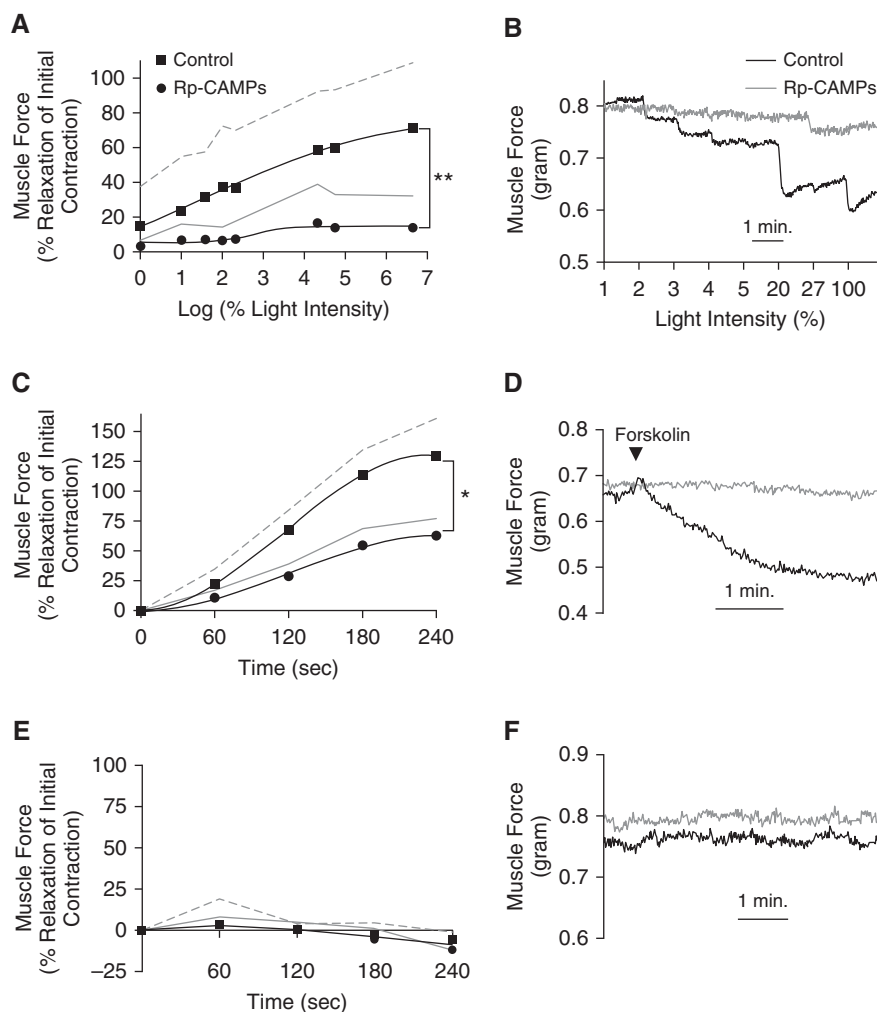 A
Muscle Force
(% Relaxation of Initial
Contraction)
Control
Rp-CAMPs
100
80
60
40
20
0
**
0 1 2 3 4 5 6 7
Log (% Light Intensity)
B
Control
Rp-CAMPs
Muscle Force
(gram)
0.8
0.7
0.6
0.5
1 min.
1 2 3 4 5 20 27 100
Light Intensity (%)
C
Muscle Force
(% Relaxation of Initial
Contraction)
150
125
100
75
50
25
0
*
0 60 120 180 240
Time (sec)
D
Muscle Force
(gram)
0.8
0.7
0.6
0.5
0.4
Forskolin
1 min.
E
Muscle Force
(% Relaxation of Initial
Contraction)
100
75
50
25
0
–25
60 120 180 240
Time (sec)
F
Muscle Force
(gram)
0.9
0.8
0.7
0.6
1 min.